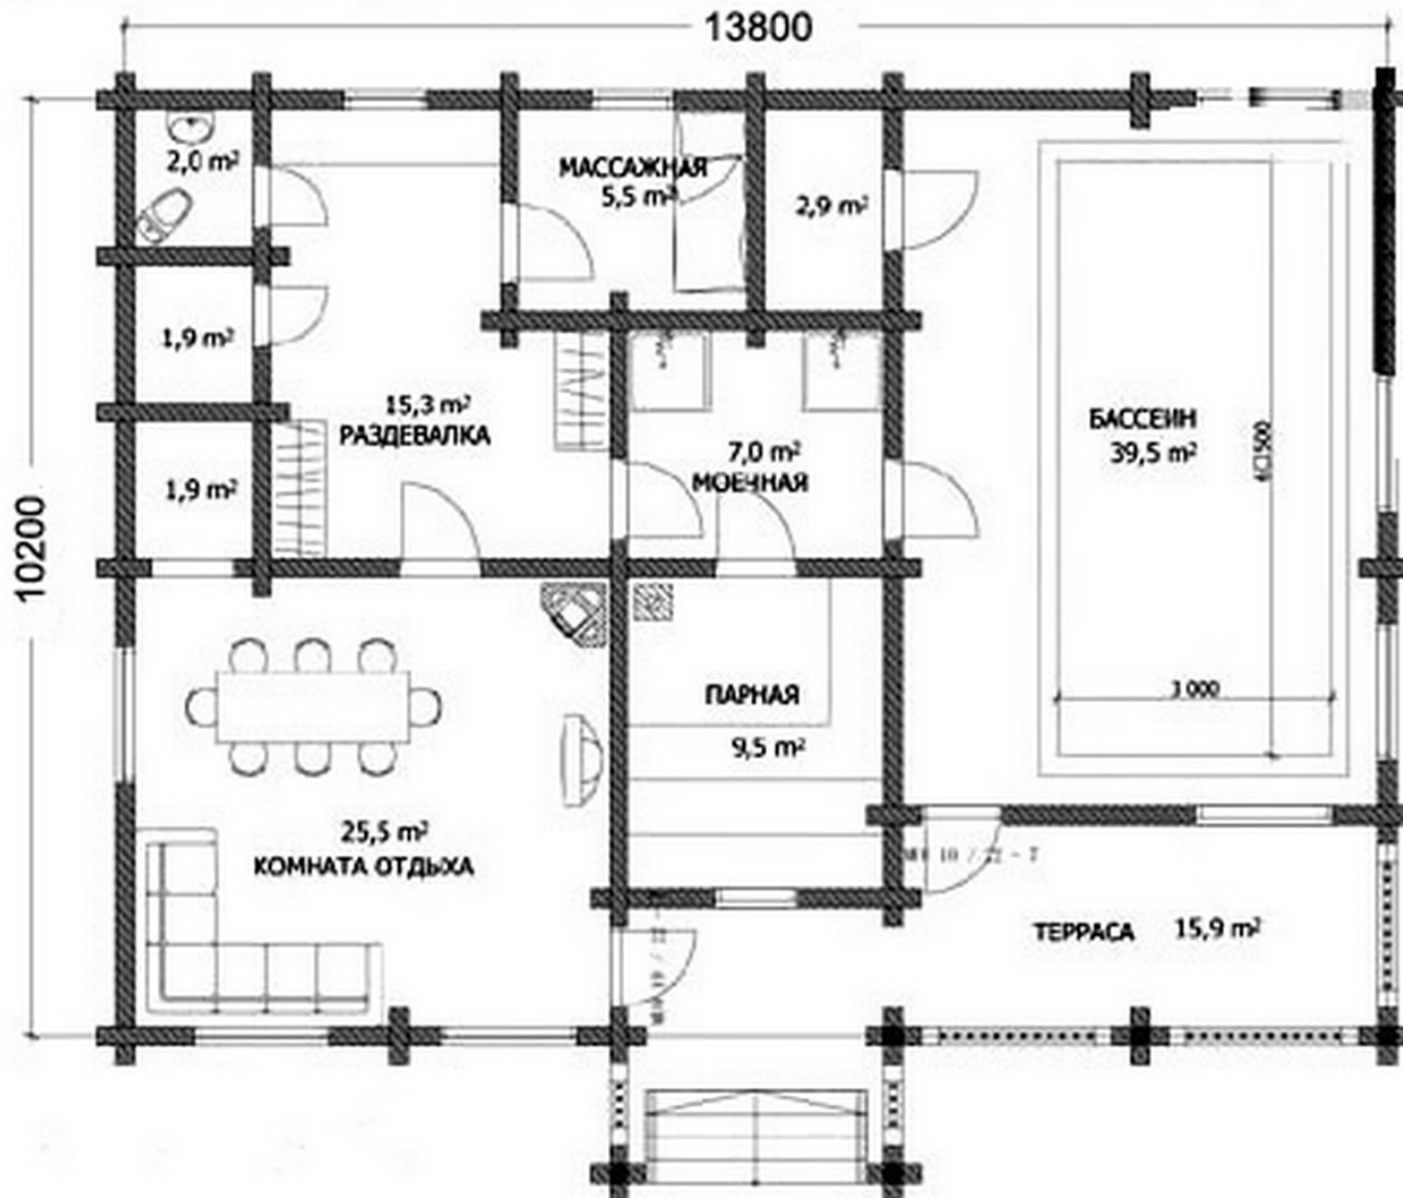 13800
10200
2,0 m²
МАССАЖНАЯ
5,5 m²
2,9 m²
1,9 m²
15,3 m²
РАЗДЕВАЛКА
БАССЕИН
39,5 m²
7,0 m²
МОЕЧНАЯ
1,9 m²
ПАРНАЯ
9,5 m²
3 000
25,5 m²
КОМНАТА ОТДЫХА
ТЕРРАСА 15,9 m²